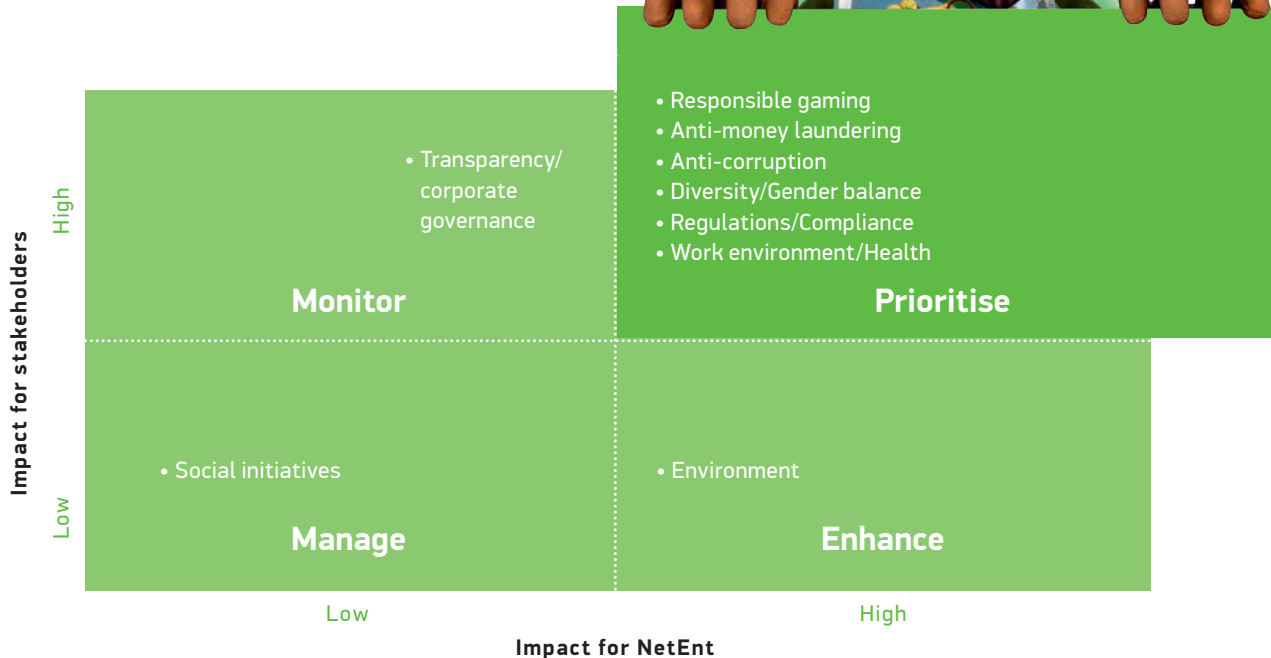 • Responsible gaming
• Anti-money laundering
• Anti-corruption
• Diversity/Gender balance
• Regulations/Compliance
• Work environment/Health
Prioritise
• Transparency/
corporate
governance
Monitor
• Social initiatives
Manage
• Environment
Enhance
Impact for stakeholders
High
Low
Low
High
Impact for NetEnt